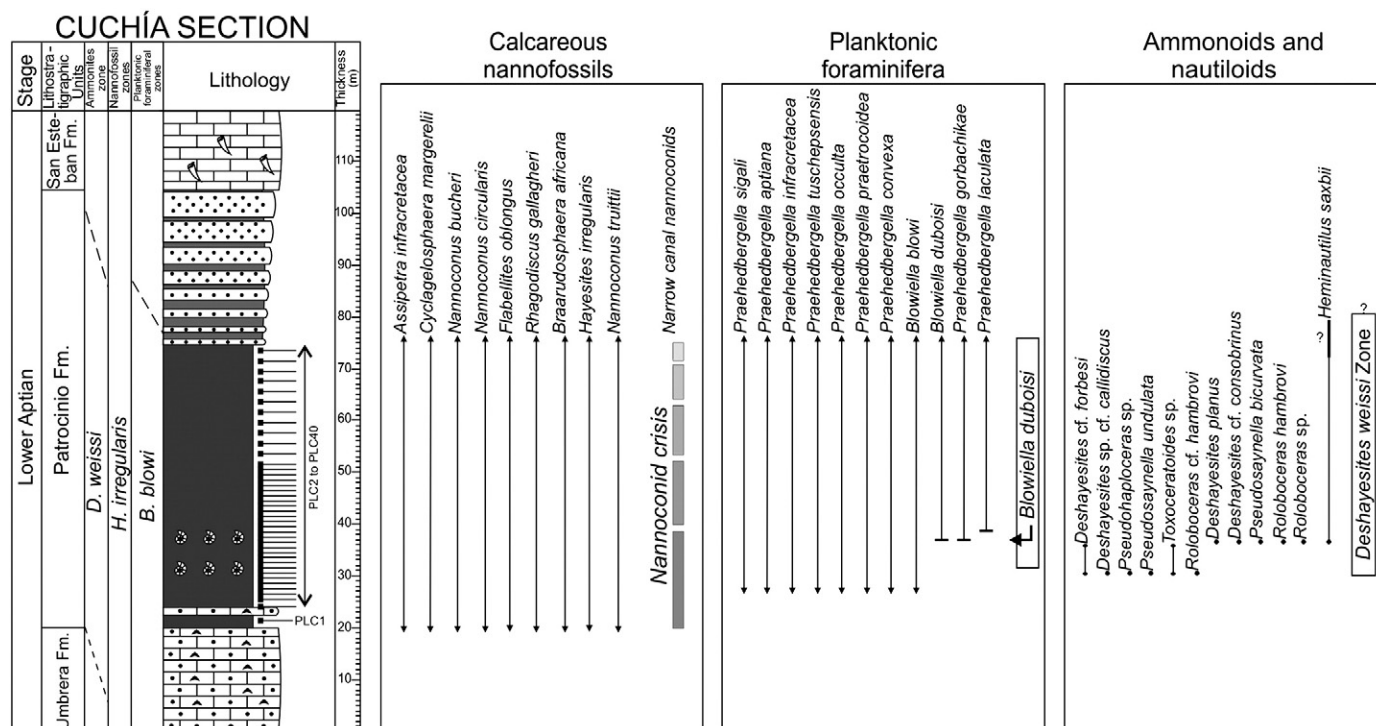 CUCHÍA SECTION
Stage
Lithostra-
tigraphic
Units
Ammonites
zone
Nannofossil
zones
Planktonic
foraminiferal
zones
Lithology
Thickness
(m)
Lower Aptian
San Este-
ban Fm.
Patrocinio Fm.
Umbrera Fm.
D. weissi
H. irregularis
B. blowi
110
100
90
80
70
60
50
40
30
20
10
PLC2 to PLC40
PLC1
Calcareous
nannofossils
Assipetra infracretacea
Cyclagelosphaera margerelii
Nannoconus bucheri
Nannoconus circularis
Flabellites oblongus
Rhagodiscus gallagheri
Braarudosphaera africana
Hayesites irregularis
Nannoconus truittii
Narrow canal nannoconids
Nannoconid crisis
Planktonic
foraminifera
Praehedbergella sigali
Praehedbergella aptiana
Praehedbergella infracretacea
Praehedbergella tuschepsensis
Praehedbergella occulta
Praehedbergella praetrocoidea
Praehedbergella convexa
Blowiella blowi
Blowiella duboisi
Praehedbergella gorbachikae
Praehedbergella laculata
Blowiella duboisi
Ammonoids and
nautiloids
Deshayesites cf. forbesi
Deshayesites sp. cf. callidiscus
Pseudohaploceras sp.
Pseudosaynella undulata
Toxoceratoides sp.
Roloboceras cf. hambrovi
Deshayesites planus
Deshayesites cf. consobrinus
Pseudosaynella bicurvata
Roloboceras hambrovi
Roloboceras sp.
?
Heminautilus saxbii
?
Deshayesites weissi Zone